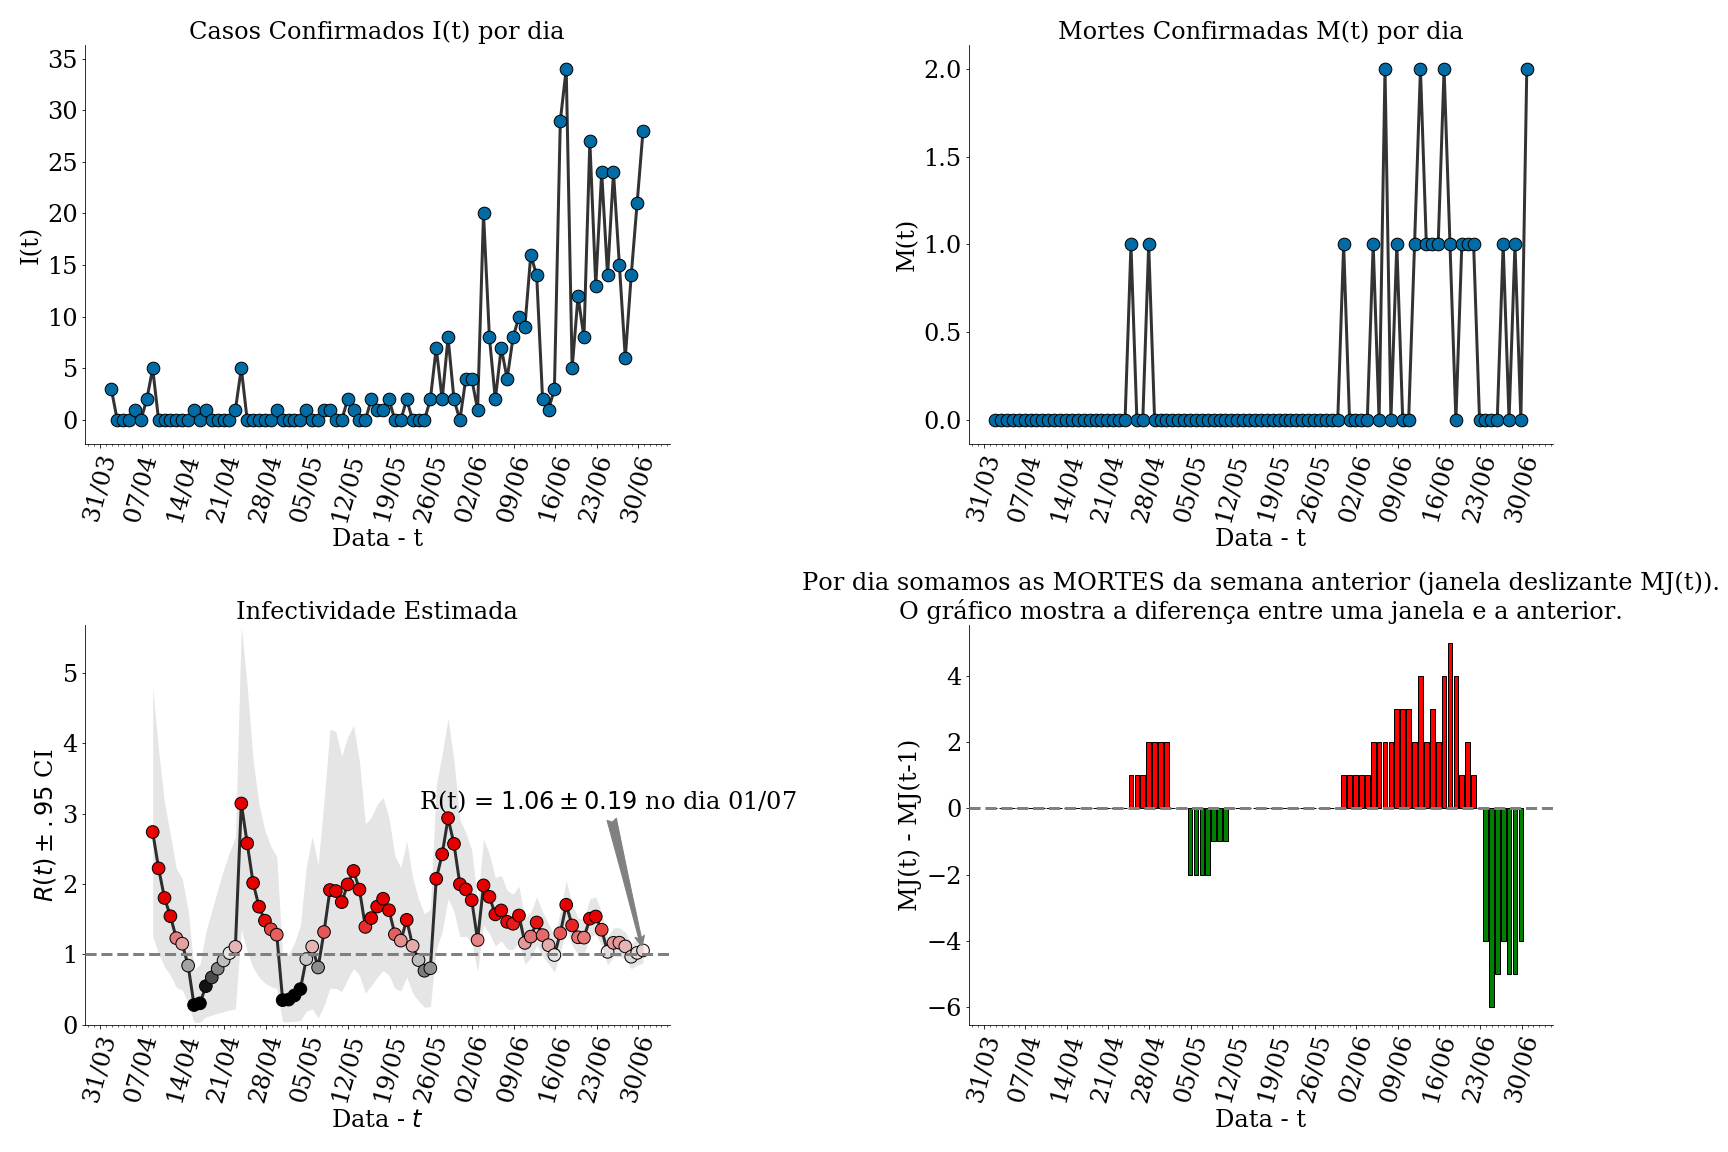 Casos Confirmados I(t) por dia
35
30
25
20
15
10
5
0
I(t)
31/03 07/04 14/04 21/04 28/04 05/05 12/05 19/05 26/05 02/06 09/06 16/06 23/06 30/06
Data - t
Mortes Confirmadas M(t) por dia
2.0
1.5
1.0
0.5
0.0
M(t)
31/03 07/04 14/04 21/04 28/04 05/05 12/05 19/05 26/05 02/06 09/06 16/06 23/06 30/06
Data - t
Infectividade Estimada
5
4
3
2
1
0
R(t) ± .95 CI
R(t) = 1.06 ± 0.19 no dia 01/07
31/03 07/04 14/04 21/04 28/04 05/05 12/05 19/05 26/05 02/06 09/06 16/06 23/06 30/06
Data - t
Por dia somamos as MORTES da semana anterior (janela deslizante MJ(t)).
O gráfico mostra a diferença entre uma janela e a anterior.
4
2
0
−2
−4
−6
MJ(t) - MJ(t-1)
31/03 07/04 14/04 21/04 28/04 05/05 12/05 19/05 26/05 02/06 09/06 16/06 23/06 30/06
Data - t